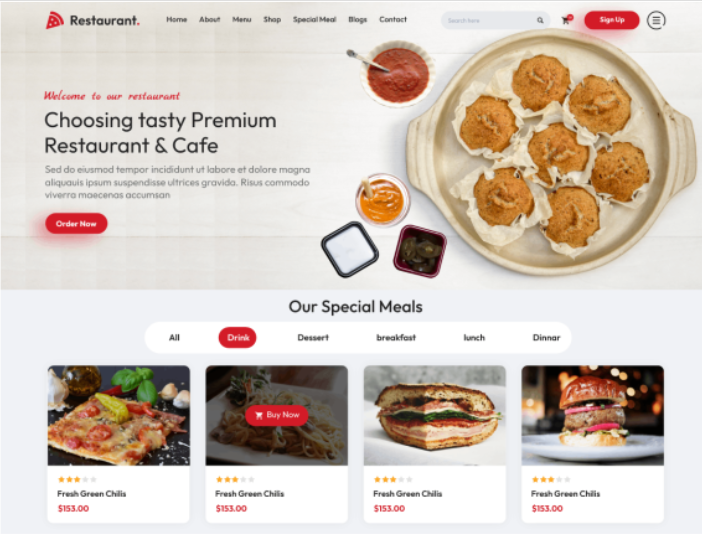 Restaurant.
Home About Menu Shop Special Meal Blogs Contact
Search here
Sign Up
Welcome to our restaurant
Choosing tasty Premium
Restaurant & Cafe
Sed do eiusmod tempor incididunt ut labore et dolore magna
aliquauis ipsum suspendisse ultrices gravida. Risus commodo
viverra maecenas accumsan
Order Now
Our Special Meals
All Drink Dessert breakfast lunch Dinnar
Buy Now
Fresh Green Chilis Fresh Green Chilis Fresh Green Chilis Fresh Green Chilis
$153.00 $153.00 $153.00 $153.00